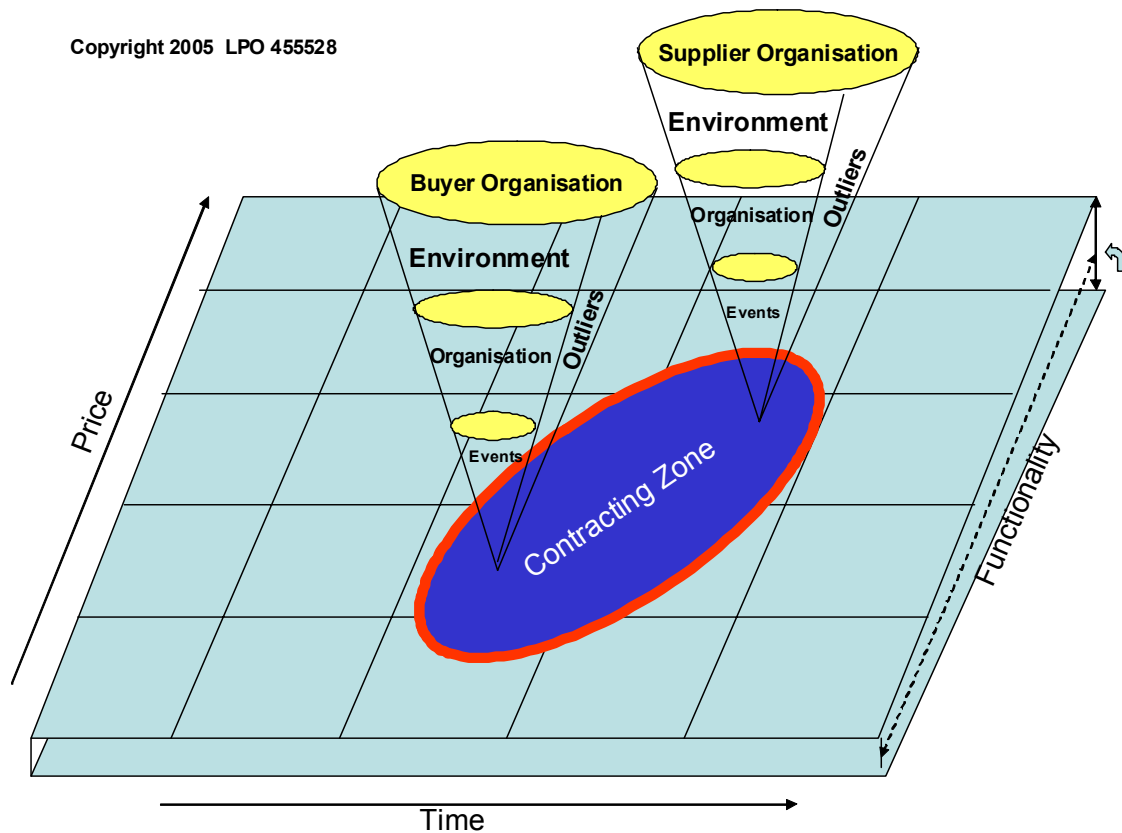 Copyright 2005 LPO 455528
Supplier Organisation
Environment
Outliers
Organisation
Events
Buyer Organisation
Environment
Outliers
Organisation
Events
Contracting Zone
Price
Functionality
Time